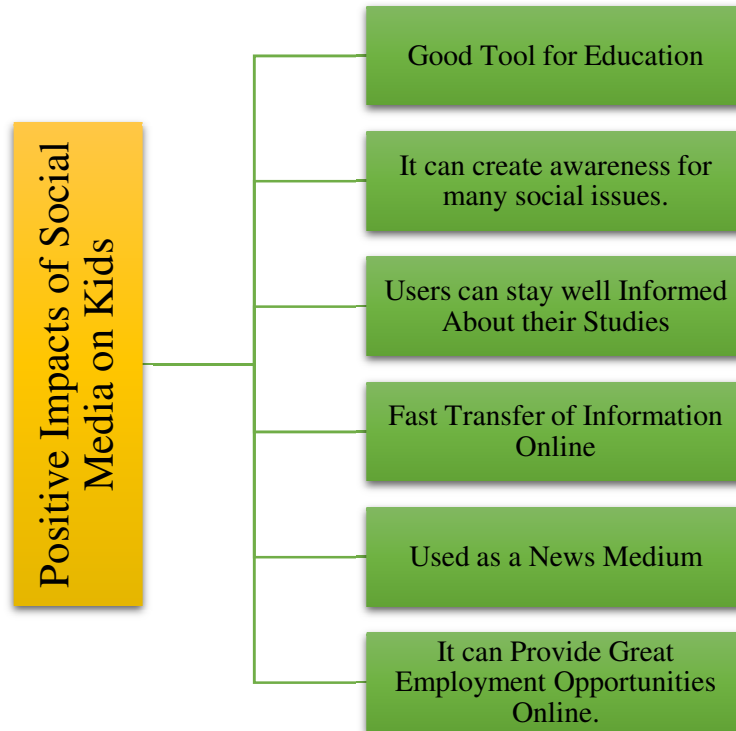 Positive Impacts of Social
Media on Kids
Good Tool for Education
It can create awareness for
many social issues.
Users can stay well Informed
About their Studies
Fast Transfer of Information
Online
Used as a News Medium
It can Provide Great
Employment Opportunities
Online.